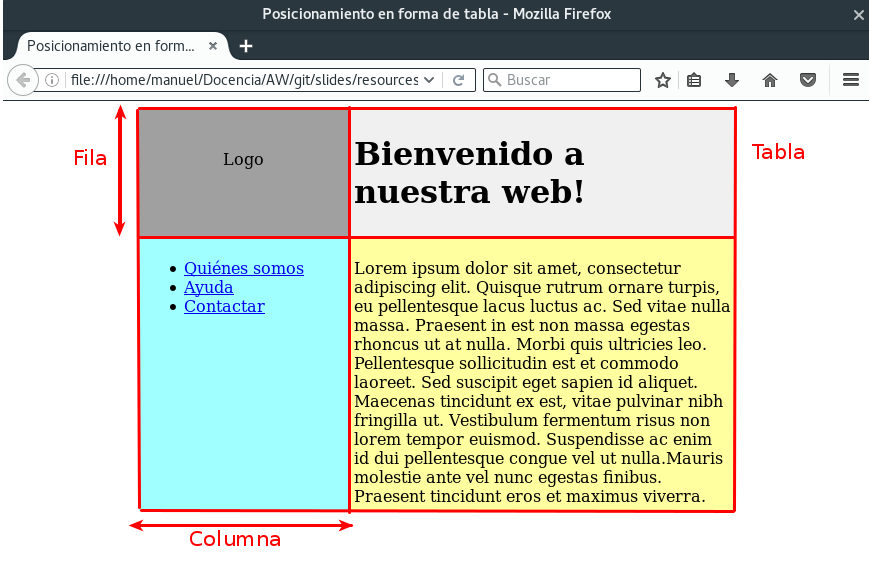 Posicionamiento en forma de tabla - Mozilla Firefox
Posicionamiento en form...
file:///home/manuel/Docencia/AW/git/slides/resources
Buscar
Fila
Logo
Bienvenido a
nuestra web!
Tabla
Quiénes somos
Ayuda
Contactar
Lorem ipsum dolor sit amet, consectetur
adipiscing elit. Quisque rutrum ornare turpis,
eu pellentesque lacus luctus ac. Sed vitae nulla
massa. Praesent in est non massa egestas
rhoncus ut at nulla. Morbi quis ultricies leo.
Pellentesque sollicitudin est et commodo
laoreet. Sed suscipit eget sapien id aliquet.
Maecenas tincidunt ex est, vitae pulvinar nibh
fringilla ut. Vestibulum fermentum risus non
lorem tempor euismod. Suspendisse ac enim
id dui pellentesque congue vel ut nulla.Mauris
molestie ante vel nunc egestas finibus.
Praesent tincidunt eros et maximus viverra.
Columna